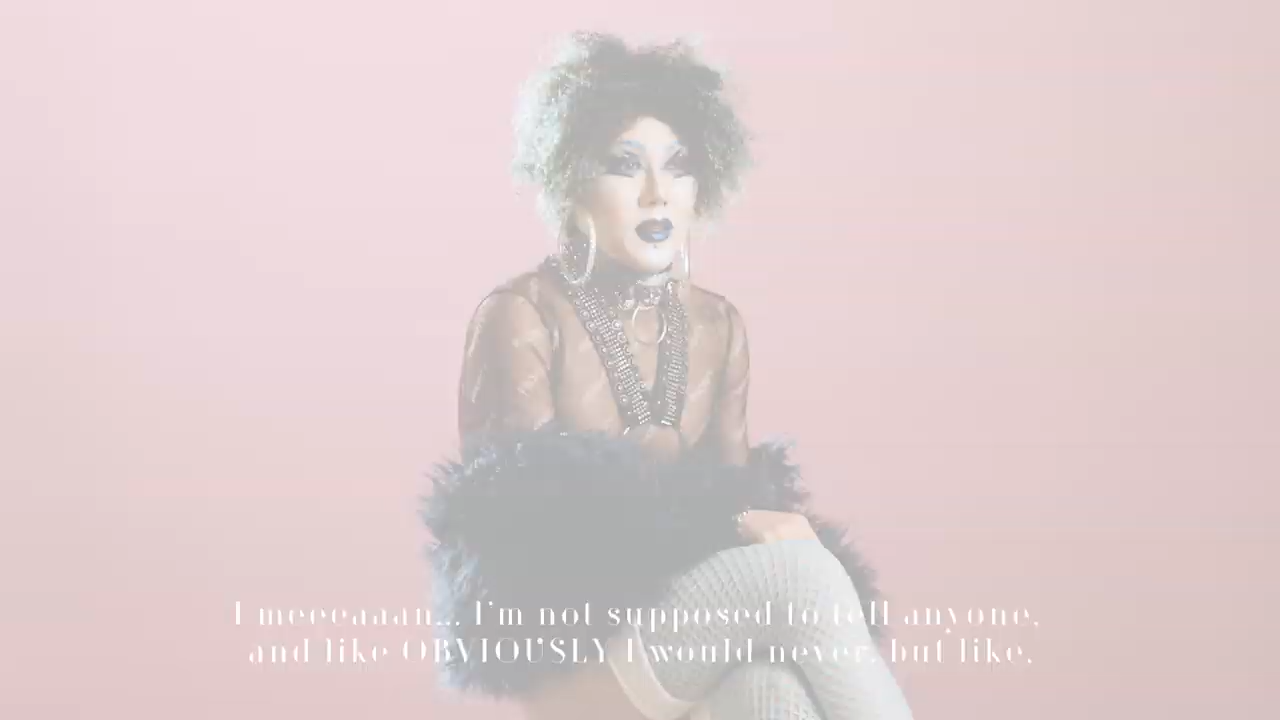 I meeeaaan... I'm not supposed to tell anyone,
and like OBVIOUSLY I would never, but like,